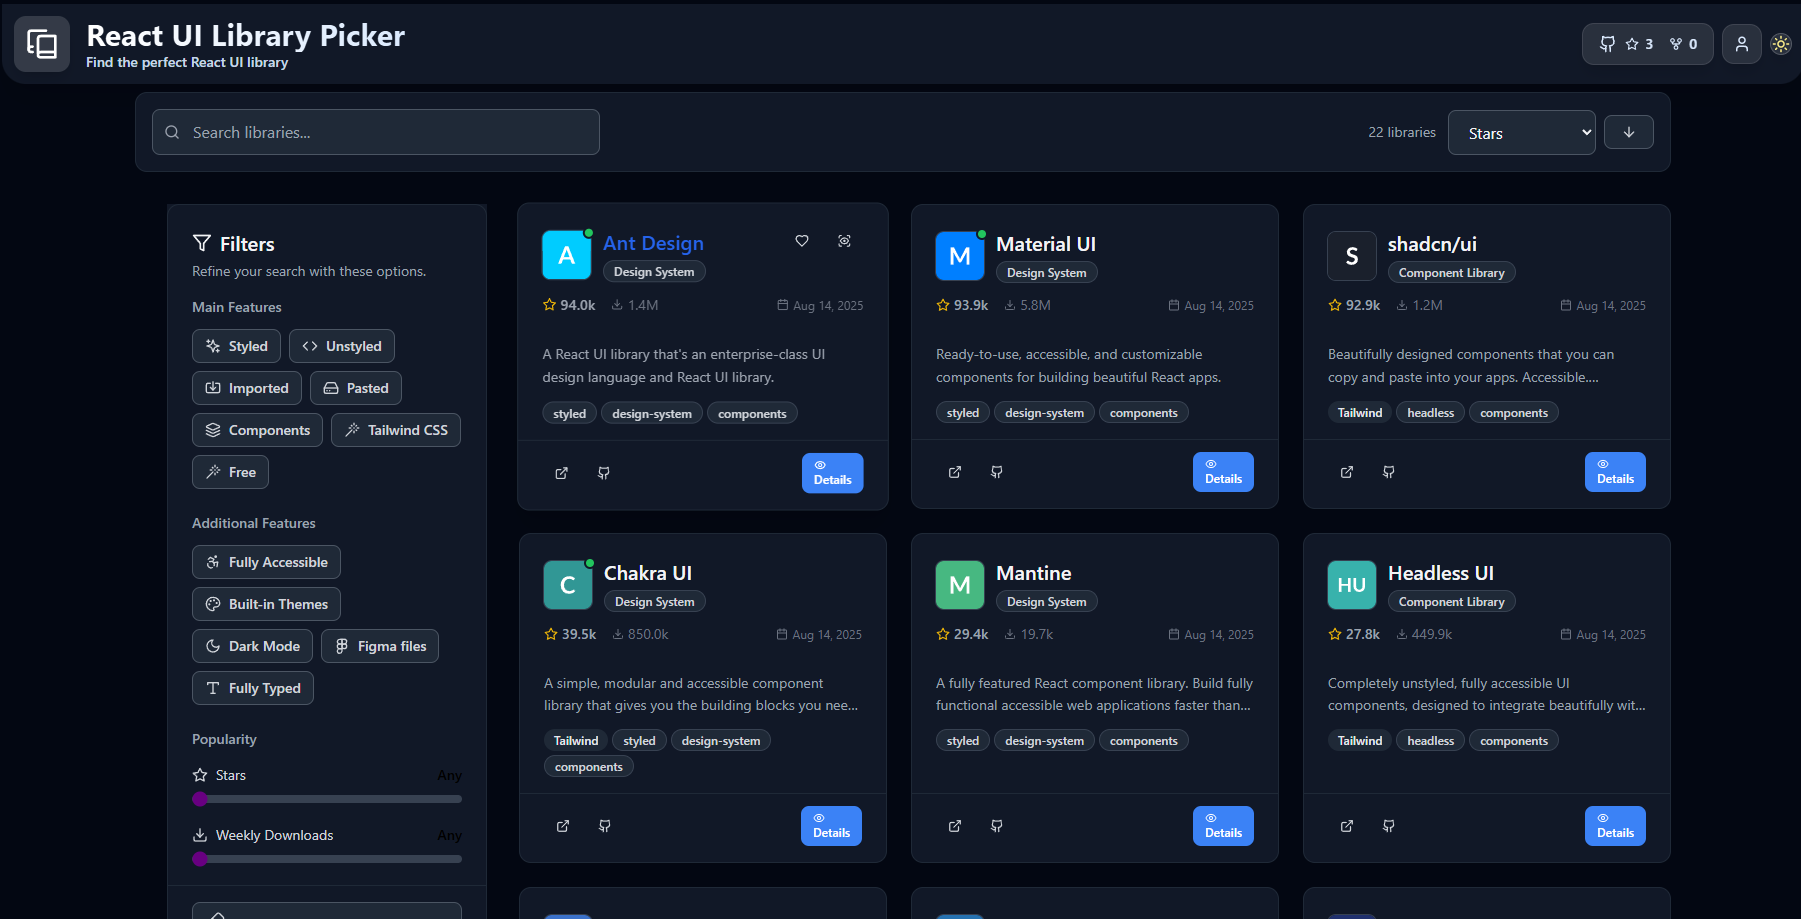 React UI Library Picker
Find the perfect React UI library
3 0
Search libraries...
22 libraries
Stars
Filters
Refine your search with these options.
Main Features
Styled
Unstyled
Imported
Pasted
Components
Tailwind CSS
Free
Additional Features
Fully Accessible
Built-in Themes
Dark Mode
Figma files
Fully Typed
Popularity
Stars Any
Weekly Downloads Any
A
Ant Design
Design System
94.0k 1.4M Aug 14, 2025
A React UI library that's an enterprise-class UI
design language and React UI library.
styled design-system components
Details
M
Material UI
Design System
93.9k 5.8M Aug 14, 2025
Ready-to-use, accessible, and customizable
components for building beautiful React apps.
styled design-system components
Details
S
shadcn/ui
Component Library
92.9k 1.2M Aug 14, 2025
Beautifully designed components that you can
copy and paste into your apps. Accessible....
Tailwind headless components
Details
C
Chakra UI
Design System
39.5k 850.0k Aug 14, 2025
A simple, modular and accessible component
library that gives you the building blocks you nee...
Tailwind styled design-system
components
Details
M
Mantine
Design System
29.4k 19.7k Aug 14, 2025
A fully featured React component library. Build fully
functional accessible web applications faster than...
styled design-system components
Details
HU
Headless UI
Component Library
27.8k 449.9k Aug 14, 2025
Completely unstyled, fully accessible UI
components, designed to integrate beautifully wit...
Tailwind headless components
Details